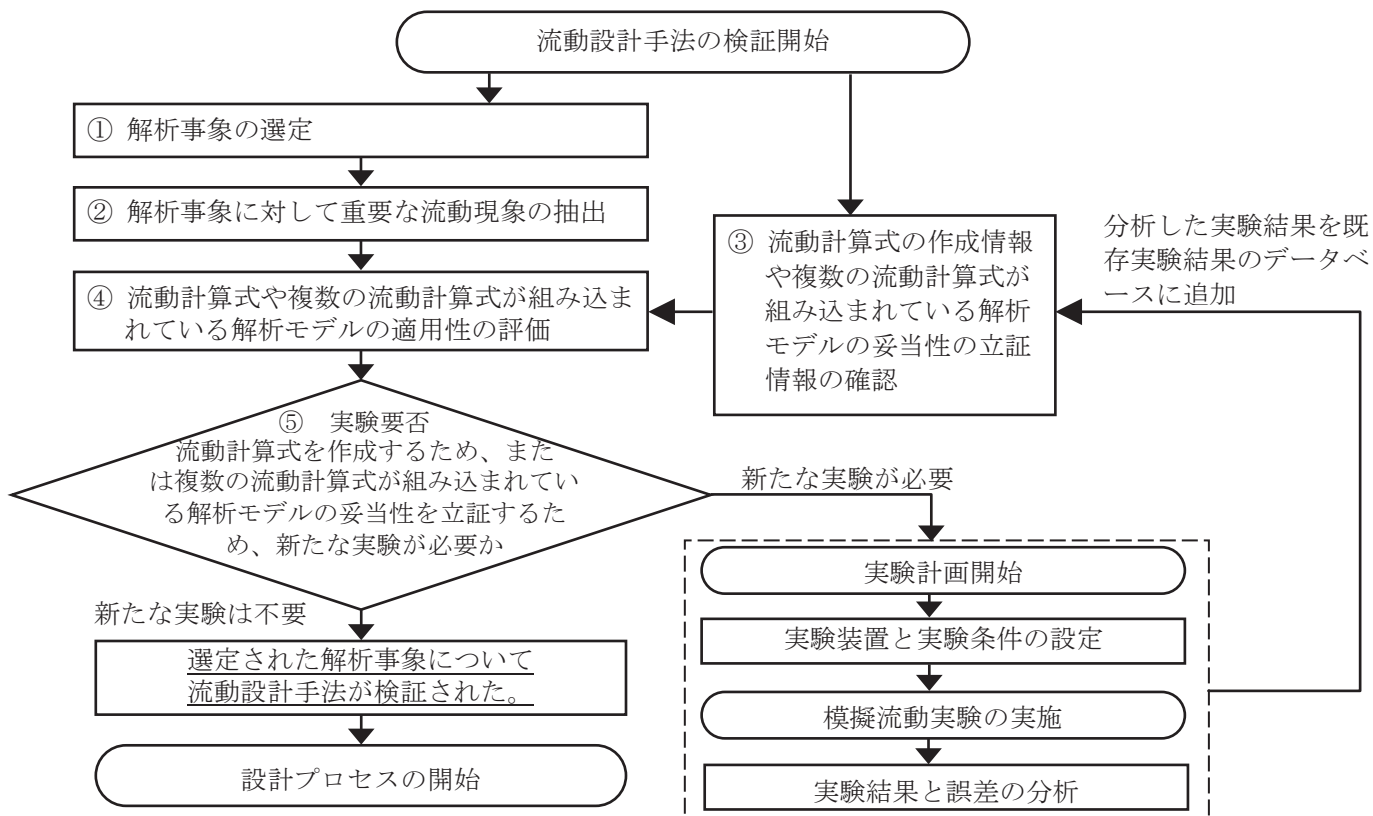 流動設計手法の検証開始
① 解析事象の選定
② 解析事象に対して重要な流動現象の抽出
③ 流動計算式の作成情報
や複数の流動計算式が
組み込まれている解析
モデルの妥当性の立証
情報の確認
分析した実験結果を既
存実験結果のデータベ
ースに追加
④ 流動計算式や複数の流動計算式が組み込ま
れている解析モデルの適用性の評価
⑤ 実験要否
流動計算式を作成するため、また
は複数の流動計算式が組み込まれてい
る解析モデルの妥当性を立証するた
め、新たな実験が必要か
新たな実験が必要
実験計画開始
実験装置と実験条件の設定
模擬流動実験の実施
実験結果と誤差の分析
新たな実験は不要
選定された解析事象について
流動設計手法が検証された。
設計プロセスの開始